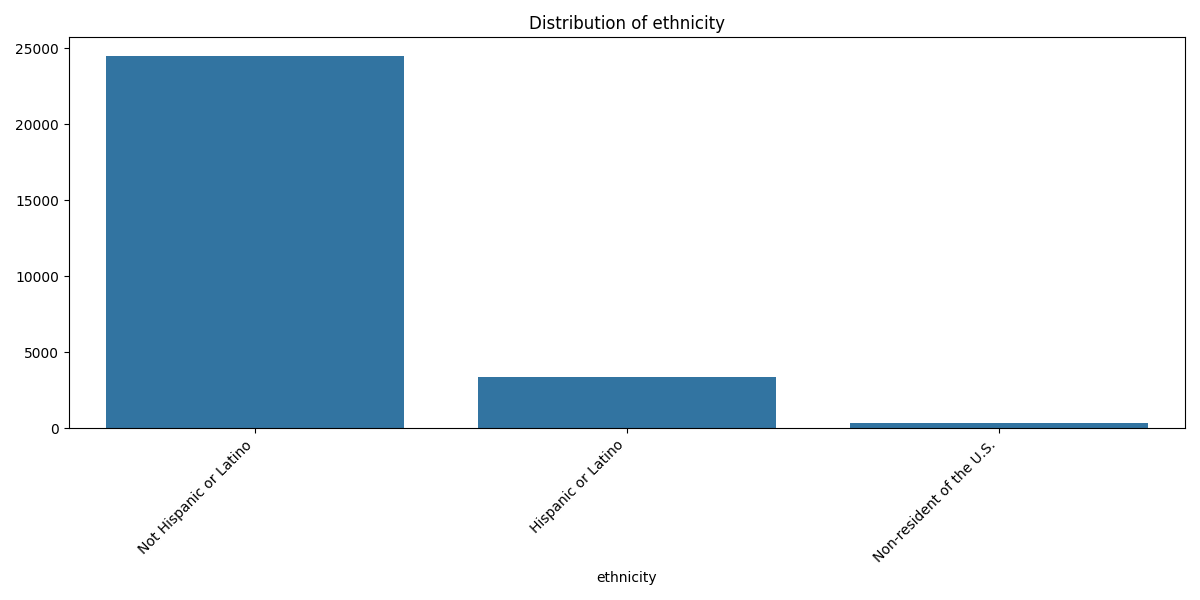 Distribution of ethnicity
25000
20000
15000
10000
5000
0
Not Hispanic or Latino
Hispanic or Latino
Non-resident of the U.S.
ethnicity